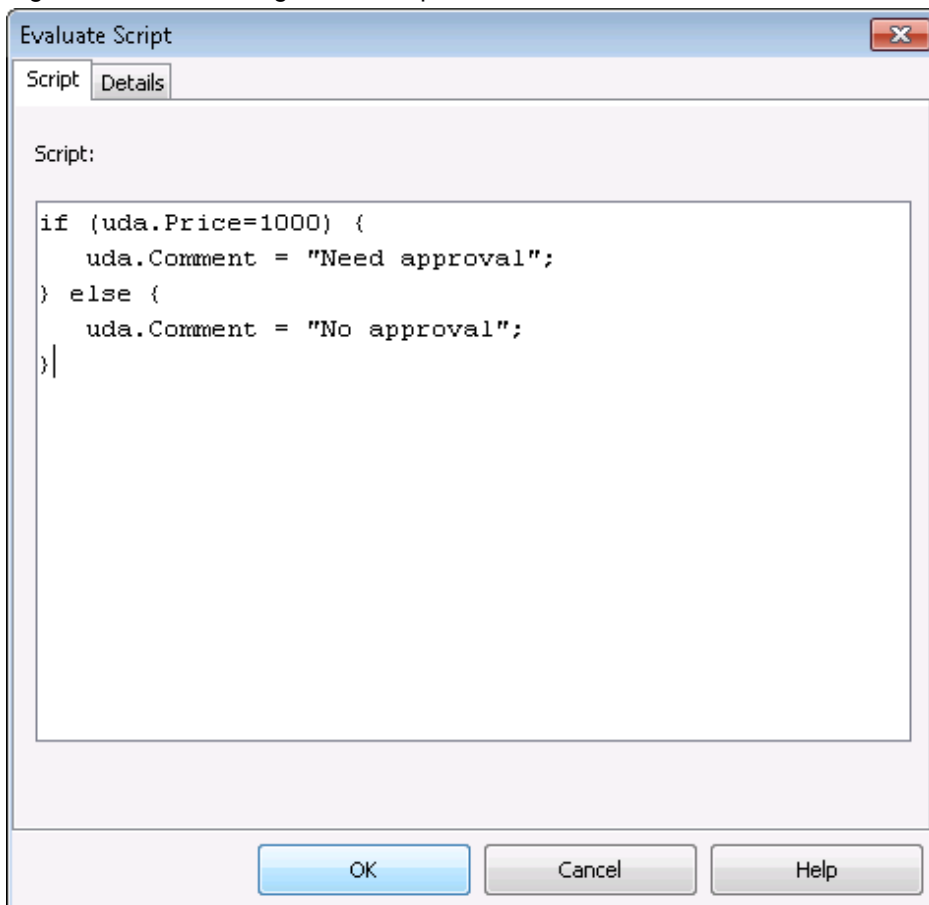 Evaluate Script
Script Details
Script:
if (uda.Price=1000) {
   uda.Comment = "Need approval";
} else {
   uda.Comment = "No approval";
}
OK Cancel Help